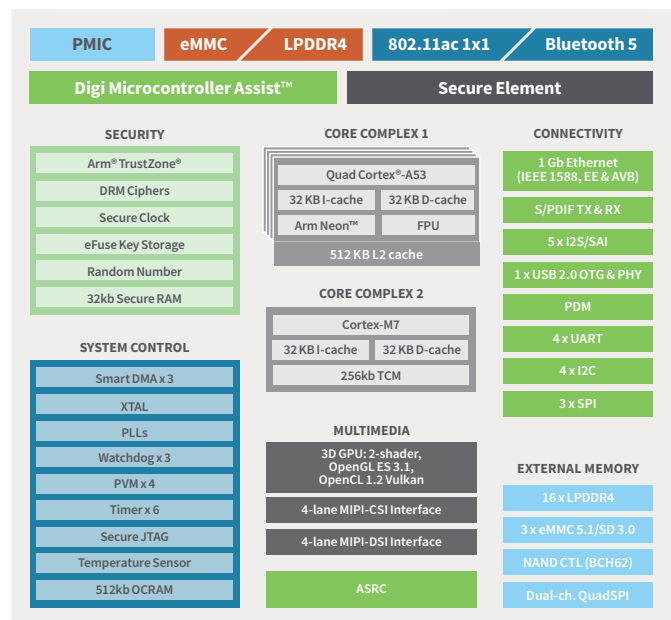 PMIC
eMMC
LPDDR4
802.11ac 1x1
Bluetooth 5
Digi Microcontroller Assist™
Secure Element
SECURITY
Arm® TrustZone®
DRM Ciphers
Secure Clock
eFuse Key Storage
Random Number
32kb Secure RAM
SYSTEM CONTROL
Smart DMA x 3
XTAL
PLLs
Watchdog x 3
PVM x 4
Timer x 6
Secure JTAG
Temperature Sensor
512kb OCRAM
CORE COMPLEX 1
Quad Cortex®-A53
32 KB I-cache
32 KB D-cache
Arm Neon™
FPU
512 KB L2 cache
CORE COMPLEX 2
Cortex-M7
32 KB I-cache
32 KB D-cache
256kb TCM
MULTIMEDIA
3D GPU: 2-shader,
OpenGL ES 3.1,
OpenCL 1.2 Vulkan
4-lane MIPI-CSI Interface
4-lane MIPI-DSI Interface
ASRC
CONNECTIVITY
1 Gb Ethernet
(IEEE 1588, EE & AVB)
S/PDIF TX & RX
5 x I2S/SAI
1 x USB 2.0 OTG & PHY
PDM
4 x UART
4 x I2C
3 x SPI
EXTERNAL MEMORY
16 x LPDDR4
3 x eMMC 5.1/SD 3.0
NAND CTL (BCH62)
Dual-ch. QuadSPI